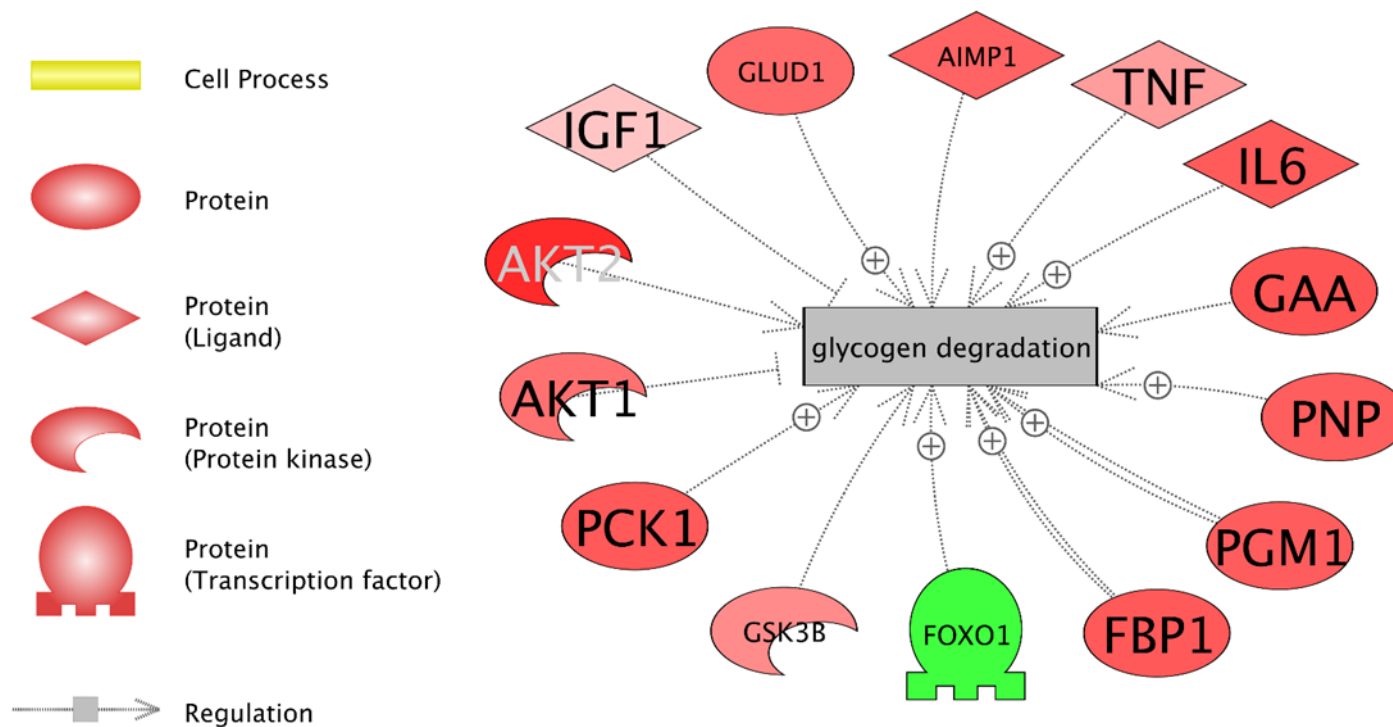 Cell Process
Protein
Protein
(Ligand)
Protein
(Protein kinase)
Protein
(Transcription factor)
Regulation
GLUD1
AIMP1
TNF
IGF1
IL6
AKT2
GAA
glycogen degradation
AKT1
PNP
PCK1
PGM1
GSK3B
FOXO1
FBP1